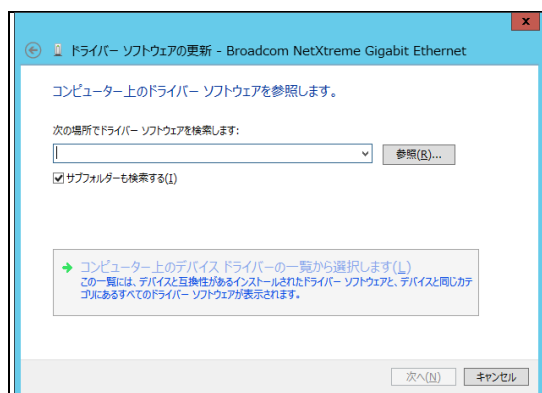 x
ドライバー ソフトウェアの更新 - Broadcom NetXtreme Gigabit Ethernet
コンピューター上のドライバー ソフトウェアを参照します。
次の場所でドライバー ソフトウェアを検索します:
参照(R)...
サブフォルダーも検索する(I)
コンピューター上のデバイス ドライバーの一覧から選択します(L)
この一覧には、デバイスと互換性があるインストールされたドライバー ソフトウェアと、デバイスと同じカテ
ゴリにあるすべてのドライバー ソフトウェアが表示されます。
次へ(N) キャンセル